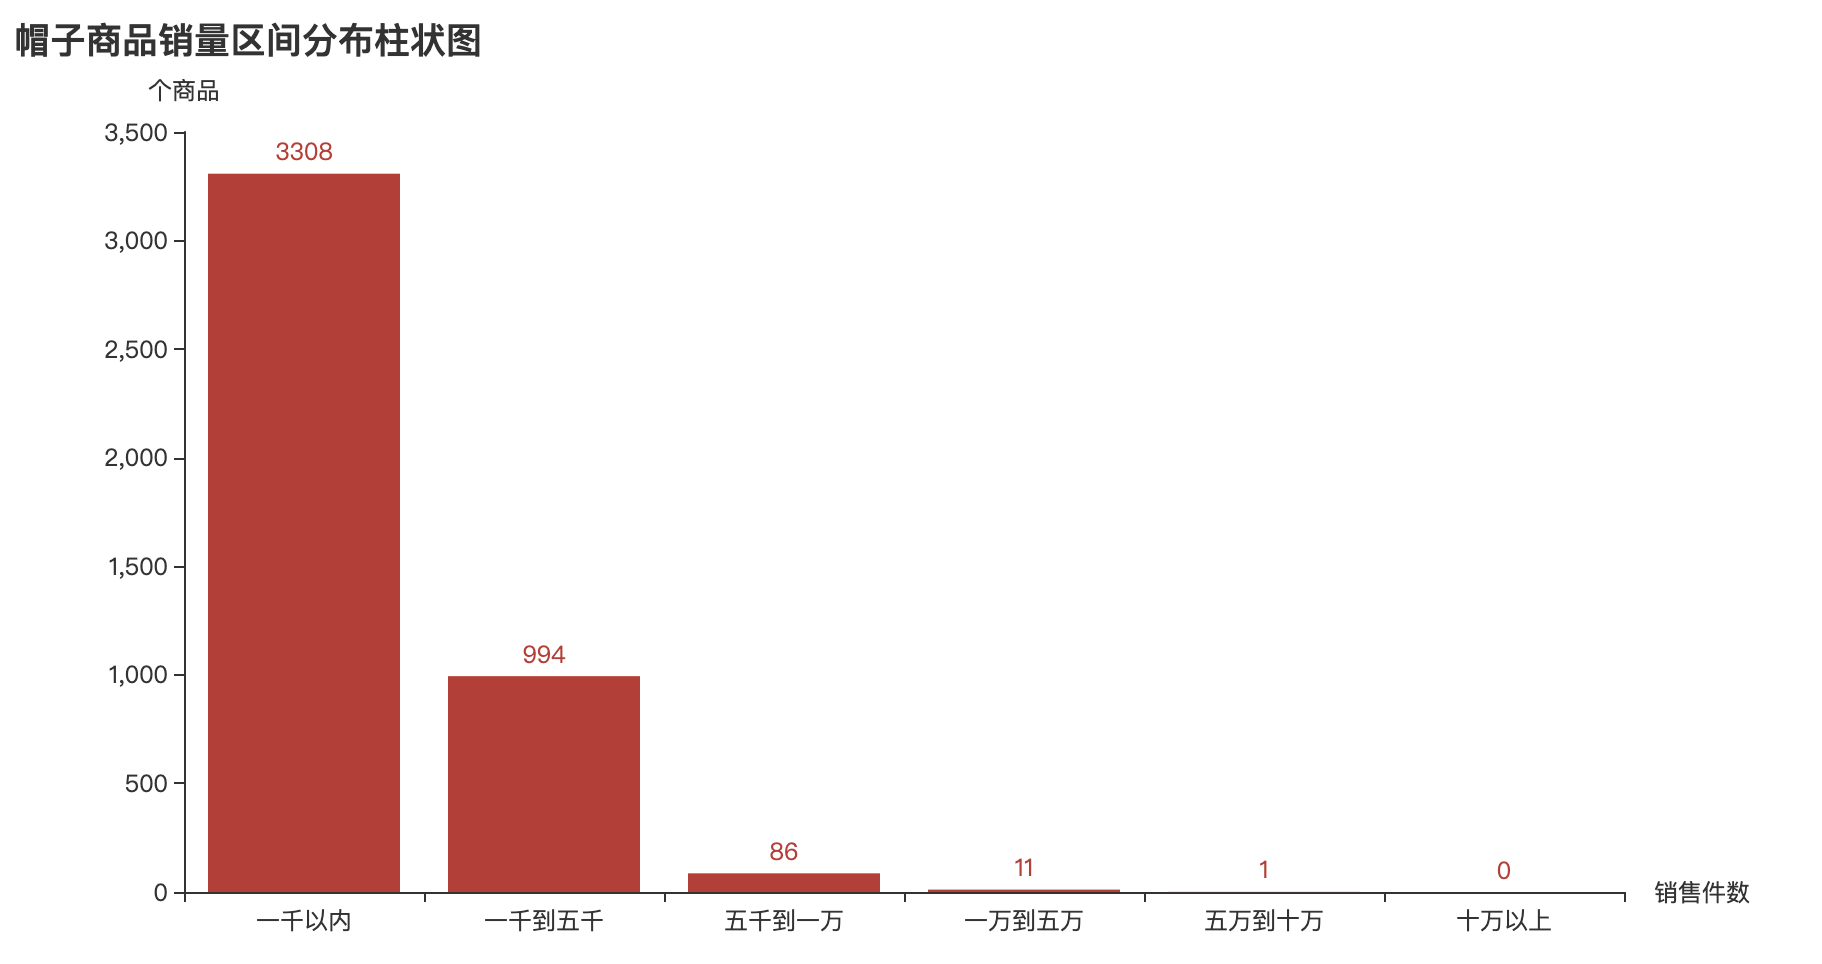 帽子商品销量区间分布柱状图
个商品
3,500
3,000
2,500
2,000
1,500
1,000
500
0
3308
994
86
11
1
0
一千以内
一千到五千
五千到一万
一万到五万
五万到十万
十万以上
销售件数